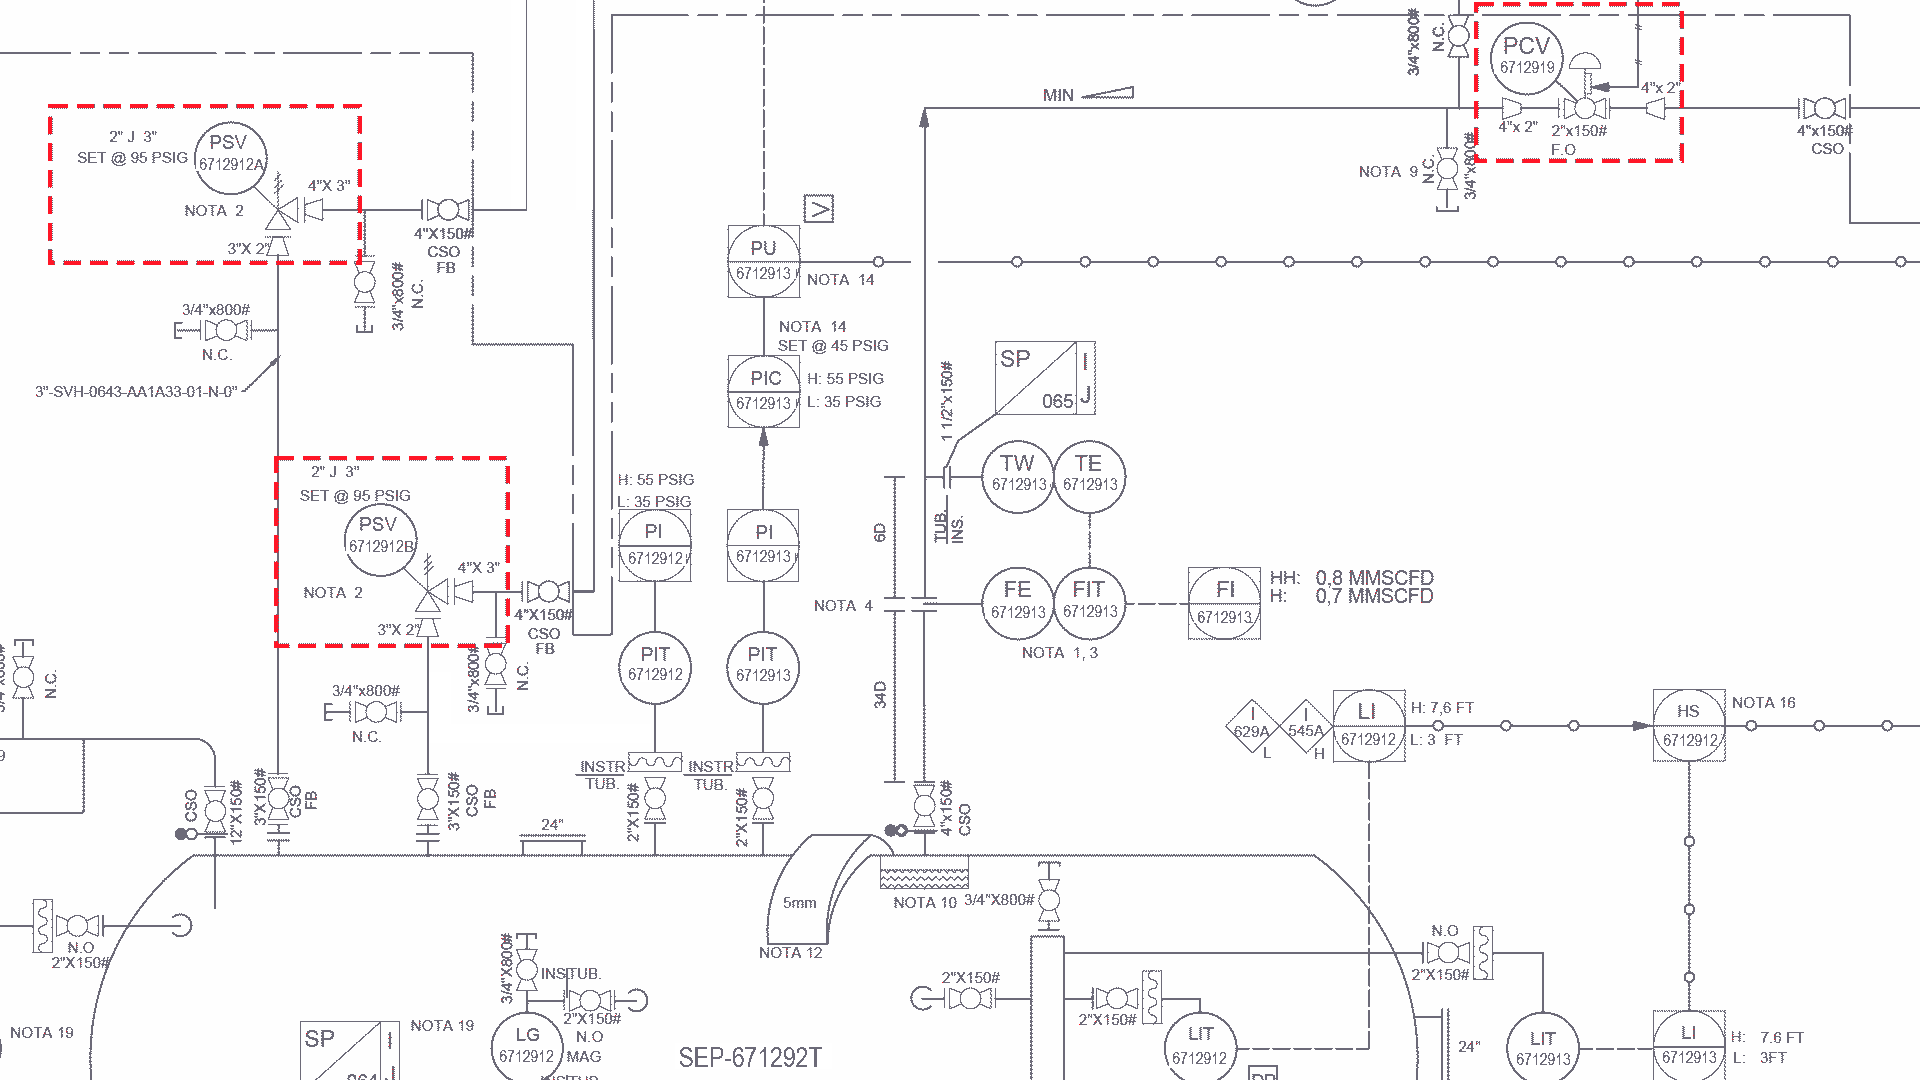 3/4"x800#
N.C.
PCV
6712919
4"x 2"
4"x 2"
2"x150#
F.O
4"x150#
CSO
MIN
NOTA 9
N.C.
3/4"x800#
2" J 3"
SET @ 95 PSIG
PSV
6712912A
NOTA 2
4"X 3"
3"X 2"
4"X150#
CSO
FB
3/4"x800#
N.C.
3/4"x800#
N.C.
3"-SVH-0643-AA1A33-01-N-0"
V
PU
6712913
NOTA 14
NOTA 14
SET @ 45 PSIG
PIC
6712913
H: 55 PSIG
L: 35 PSIG
1 1/2"x150#
SP
065
I
J
TW
6712913
TE
6712913
TUB.
INS.
6D
34D
2" J 3"
SET @ 95 PSIG
PSV
6712912B
NOTA 2
4"X 3"
3"X 2"
4"X150#
CSO
FB
3/4"x800#
N.C.
3/4"x800#
N.C.
H: 55 PSIG
L: 35 PSIG
PI
6712912
PI
6712913
PIT
6712912
PIT
6712913
NOTA 4
FE
6712913
FIT
6712913
NOTA 1, 3
FI
6712913
HH: 0,8 MMSCFD
H: 0,7 MMSCFD
N.C.
9
CSO
12"X150#
3"X150#
CSO
FB
3"X150#
CSO
FB
INSTR
TUB.
2"X150#
INSTR
TUB.
2"X150#
4"x150#
CSO
24"
I
629A
L
I
545A
H
LI
6712912
H: 7,6 FT
L: 3 FT
HS
6712912
NOTA 16
5mm
NOTA 12
NOTA 10
3/4"X800#
N.O
2"X150#
3/4"X800#
INSTUB.
2"X150#
N.O
MAG
LG
6712912
INSTUB.
NOTA 19
NOTA 19
SP
I
064
SEP-671292T
2"X150#
2"X150#
LIT
6712912
N.O
2"X150#
24"
LIT
6712913
LI
6712913
H: 7.6 FT
L: 3FT